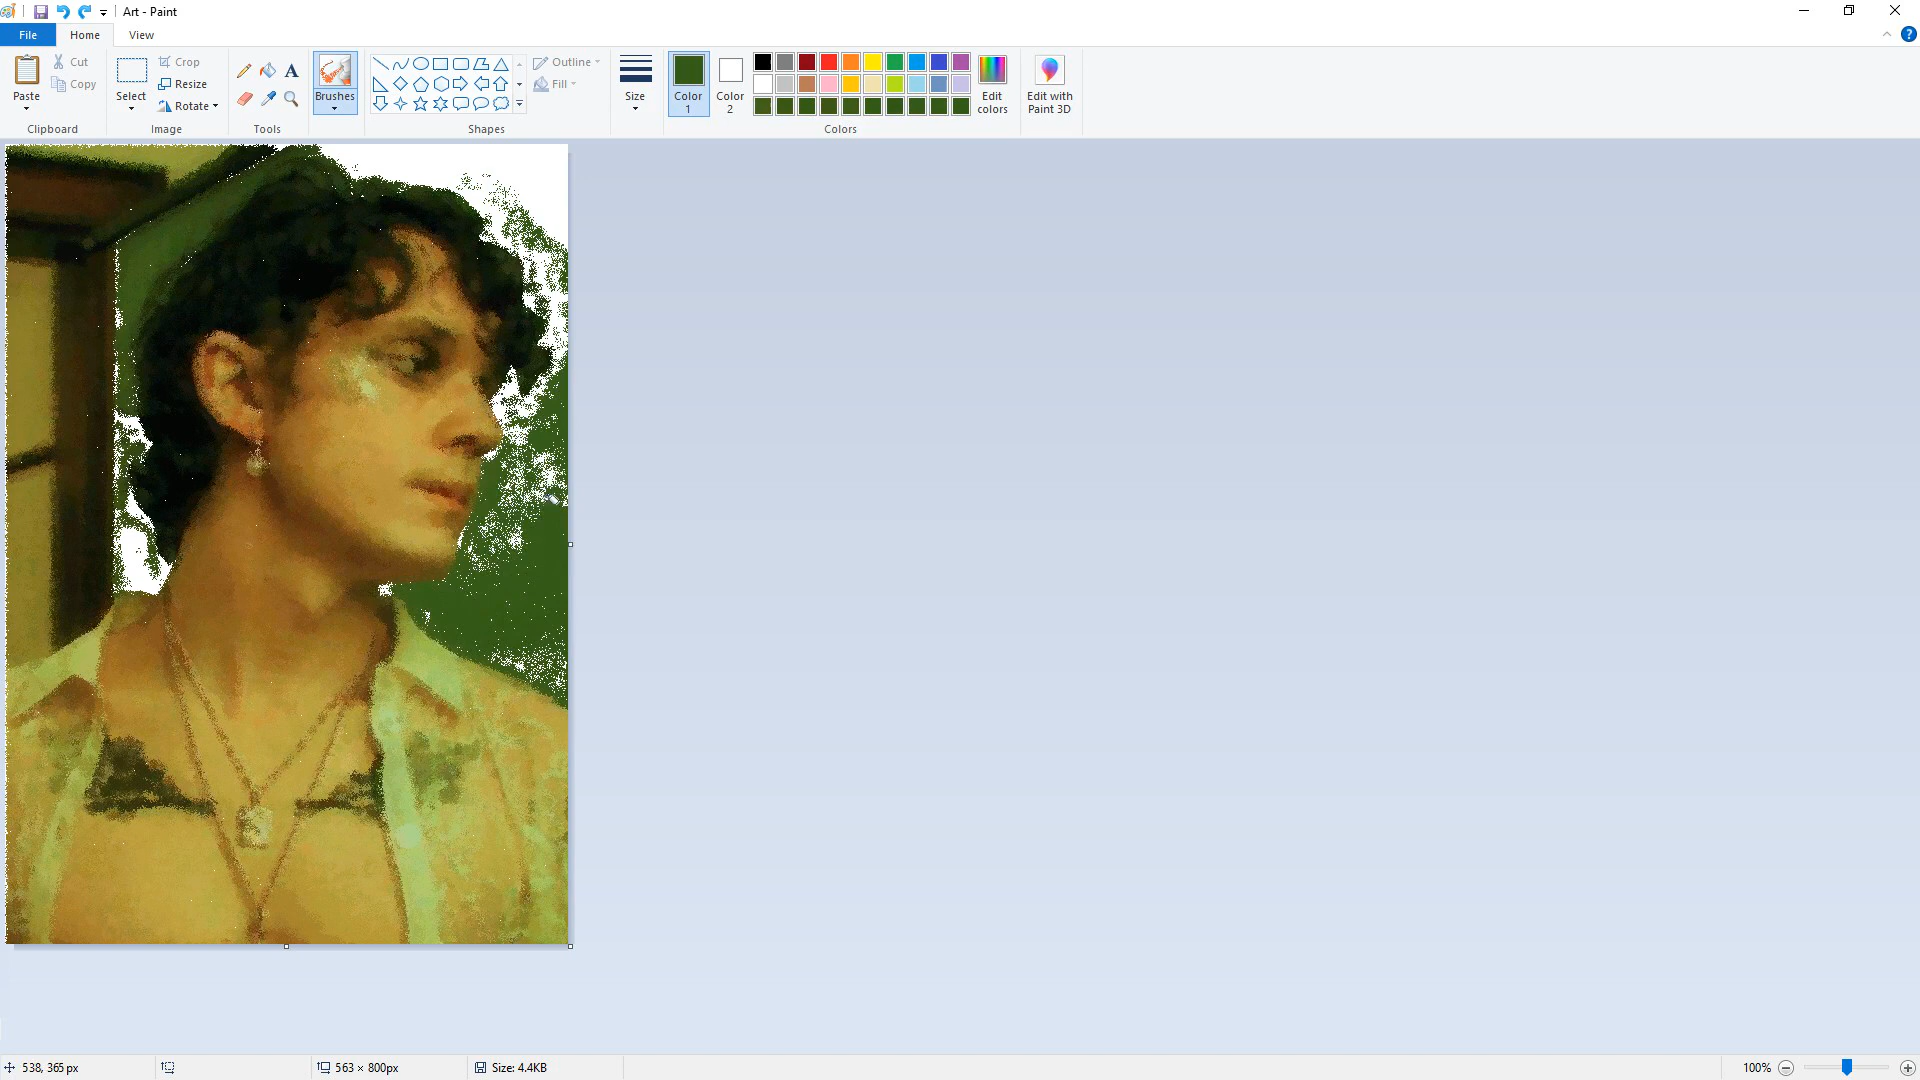 Art - Paint
File Home View
Paste
Cut
Copy
Clipboard
Select
Crop
Resize
Rotate
Image
A
Tools
Brushes
Outline
Fill
Shapes
Size
Color 1
Color 2
Edit colors
Colors
Edit with Paint 3D
?
538, 365px
563 × 800px
Size: 4.4KB
100%